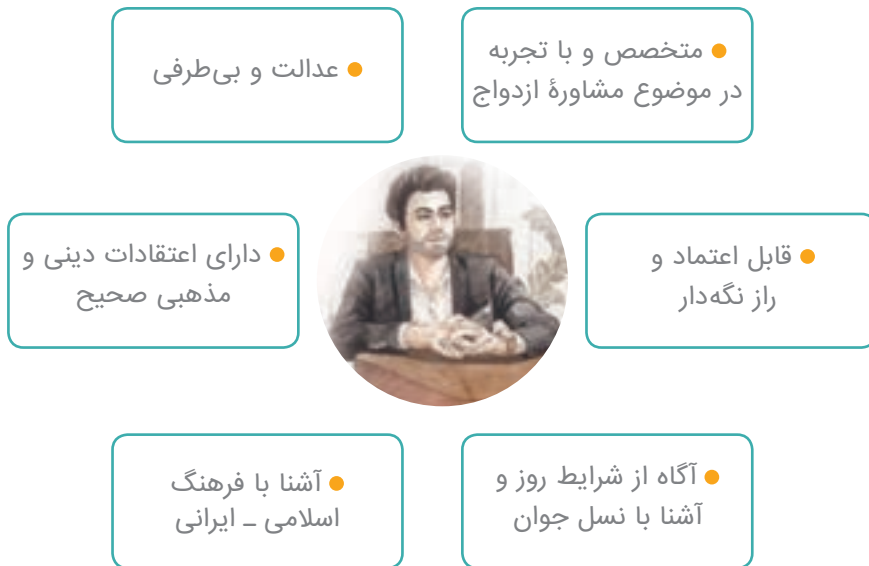 ● متخصص و با تجربه
در موضوع مشاورهٔ ازدواج
● عدالت و بی‌طرفی
● قابل اعتماد و
راز نگه‌دار
● دارای اعتقادات دینی و
مذهبی صحیح
● آگاه از شرایط روز و
آشنا با نسل جوان
● آشنا با فرهنگ
اسلامی ـ ایرانی